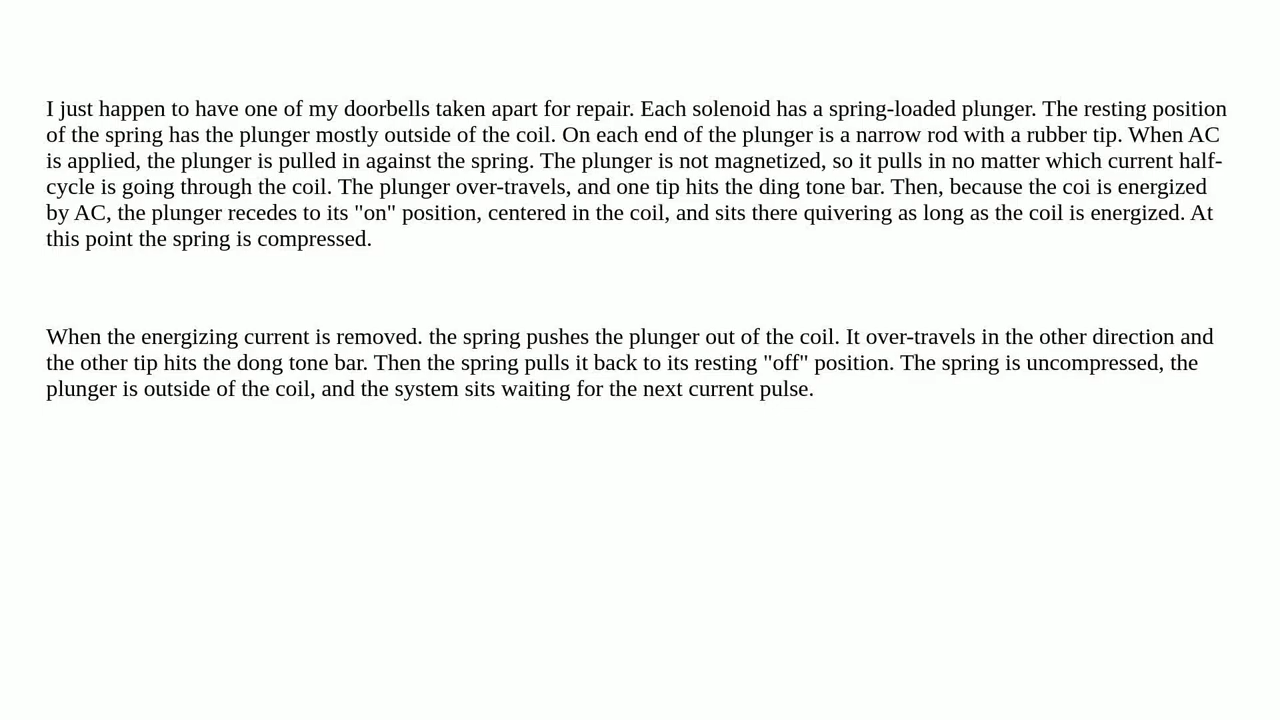 I just happen to have one of my doorbells taken apart for repair. Each solenoid has a spring-loaded plunger. The resting position
of the spring has the plunger mostly outside of the coil. On each end of the plunger is a narrow rod with a rubber tip. When AC
is applied, the plunger is pulled in against the spring. The plunger is not magnetized, so it pulls in no matter which current half-
cycle is going through the coil. The plunger over-travels, and one tip hits the ding tone bar. Then, because the coi is energized
by AC, the plunger recedes to its "on" position, centered in the coil, and sits there quivering as long as the coil is energized. At
this point the spring is compressed.
When the energizing current is removed. the spring pushes the plunger out of the coil. It over-travels in the other direction and
the other tip hits the dong tone bar. Then the spring pulls it back to its resting "off" position. The spring is uncompressed, the
plunger is outside of the coil, and the system sits waiting for the next current pulse.